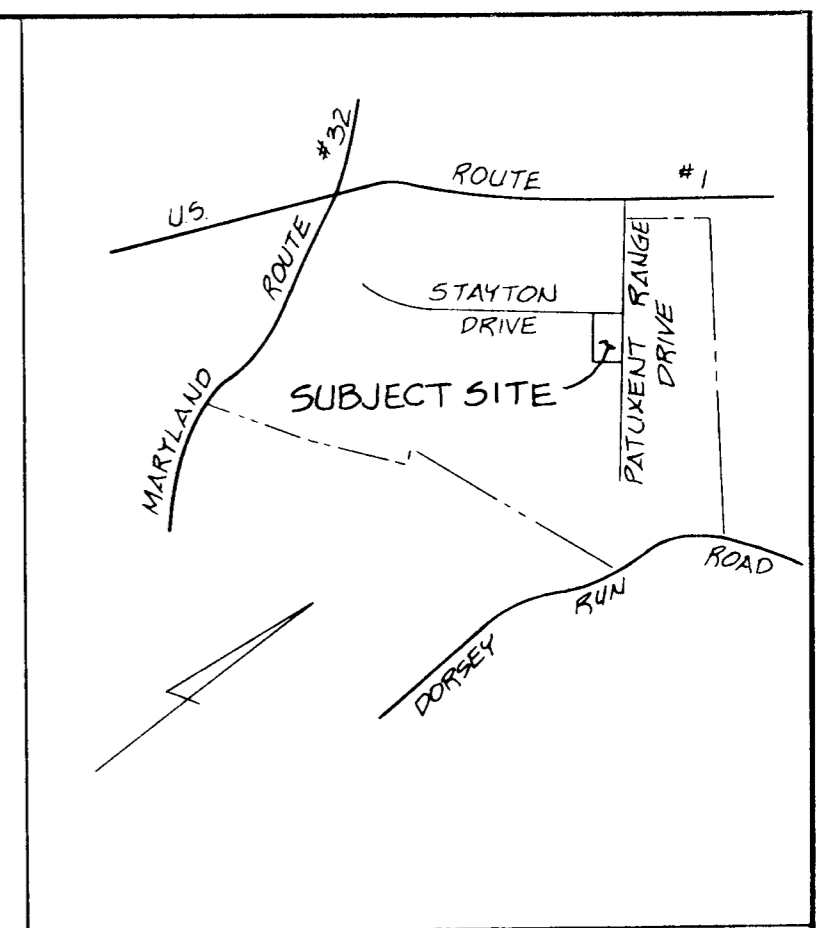 U.S. ROUTE #1
MARYLAND ROUTE #32
STAYTON
DRIVE
PATUXENT RANGE
DRIVE
SUBJECT SITE
DORSEY RUN ROAD